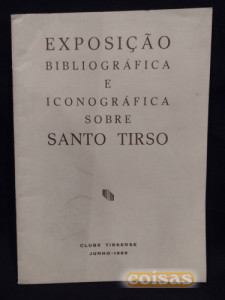 EXPOSIÇÃO
BIBLIOGRÁFICA
E
ICONOGRÁFICA
SOBRE
SANTO TIRSO
CLUBE TIRSENSE
coisas